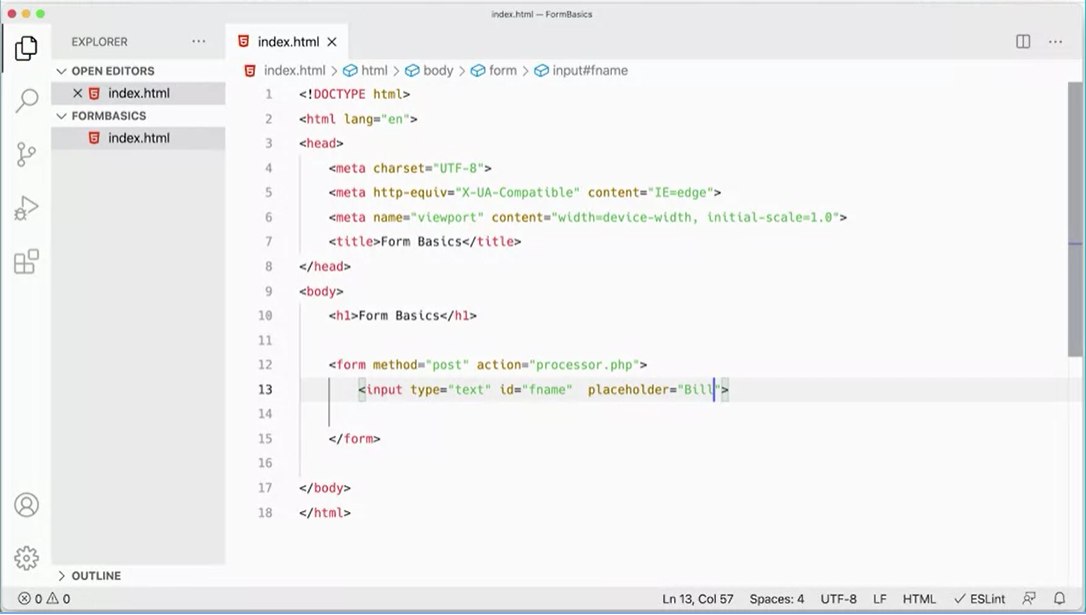 index.html — FormBasics
EXPLORER ···
index.html ×
OPEN EDITORS
× index.html
FORMBASICS
index.html
index.html > html > body > form > input#fname
1 <!DOCTYPE html>
2 <html lang="en">
3 <head>
4 <meta charset="UTF-8">
5 <meta http-equiv="X-UA-Compatible" content="IE=edge">
6 <meta name="viewport" content="width=device-width, initial-scale=1.0">
7 <title>Form Basics</title>
8 </head>
9 <body>
10 <h1>Form Basics</h1>
11
12 <form method="post" action="processor.php">
13 <input type="text" id="fname"  placeholder="Bill">
14
15 </form>
16
17 </body>
18 </html>
OUTLINE
0 0
Ln 13, Col 57 Spaces: 4 UTF-8 LF HTML ✓ ESLint